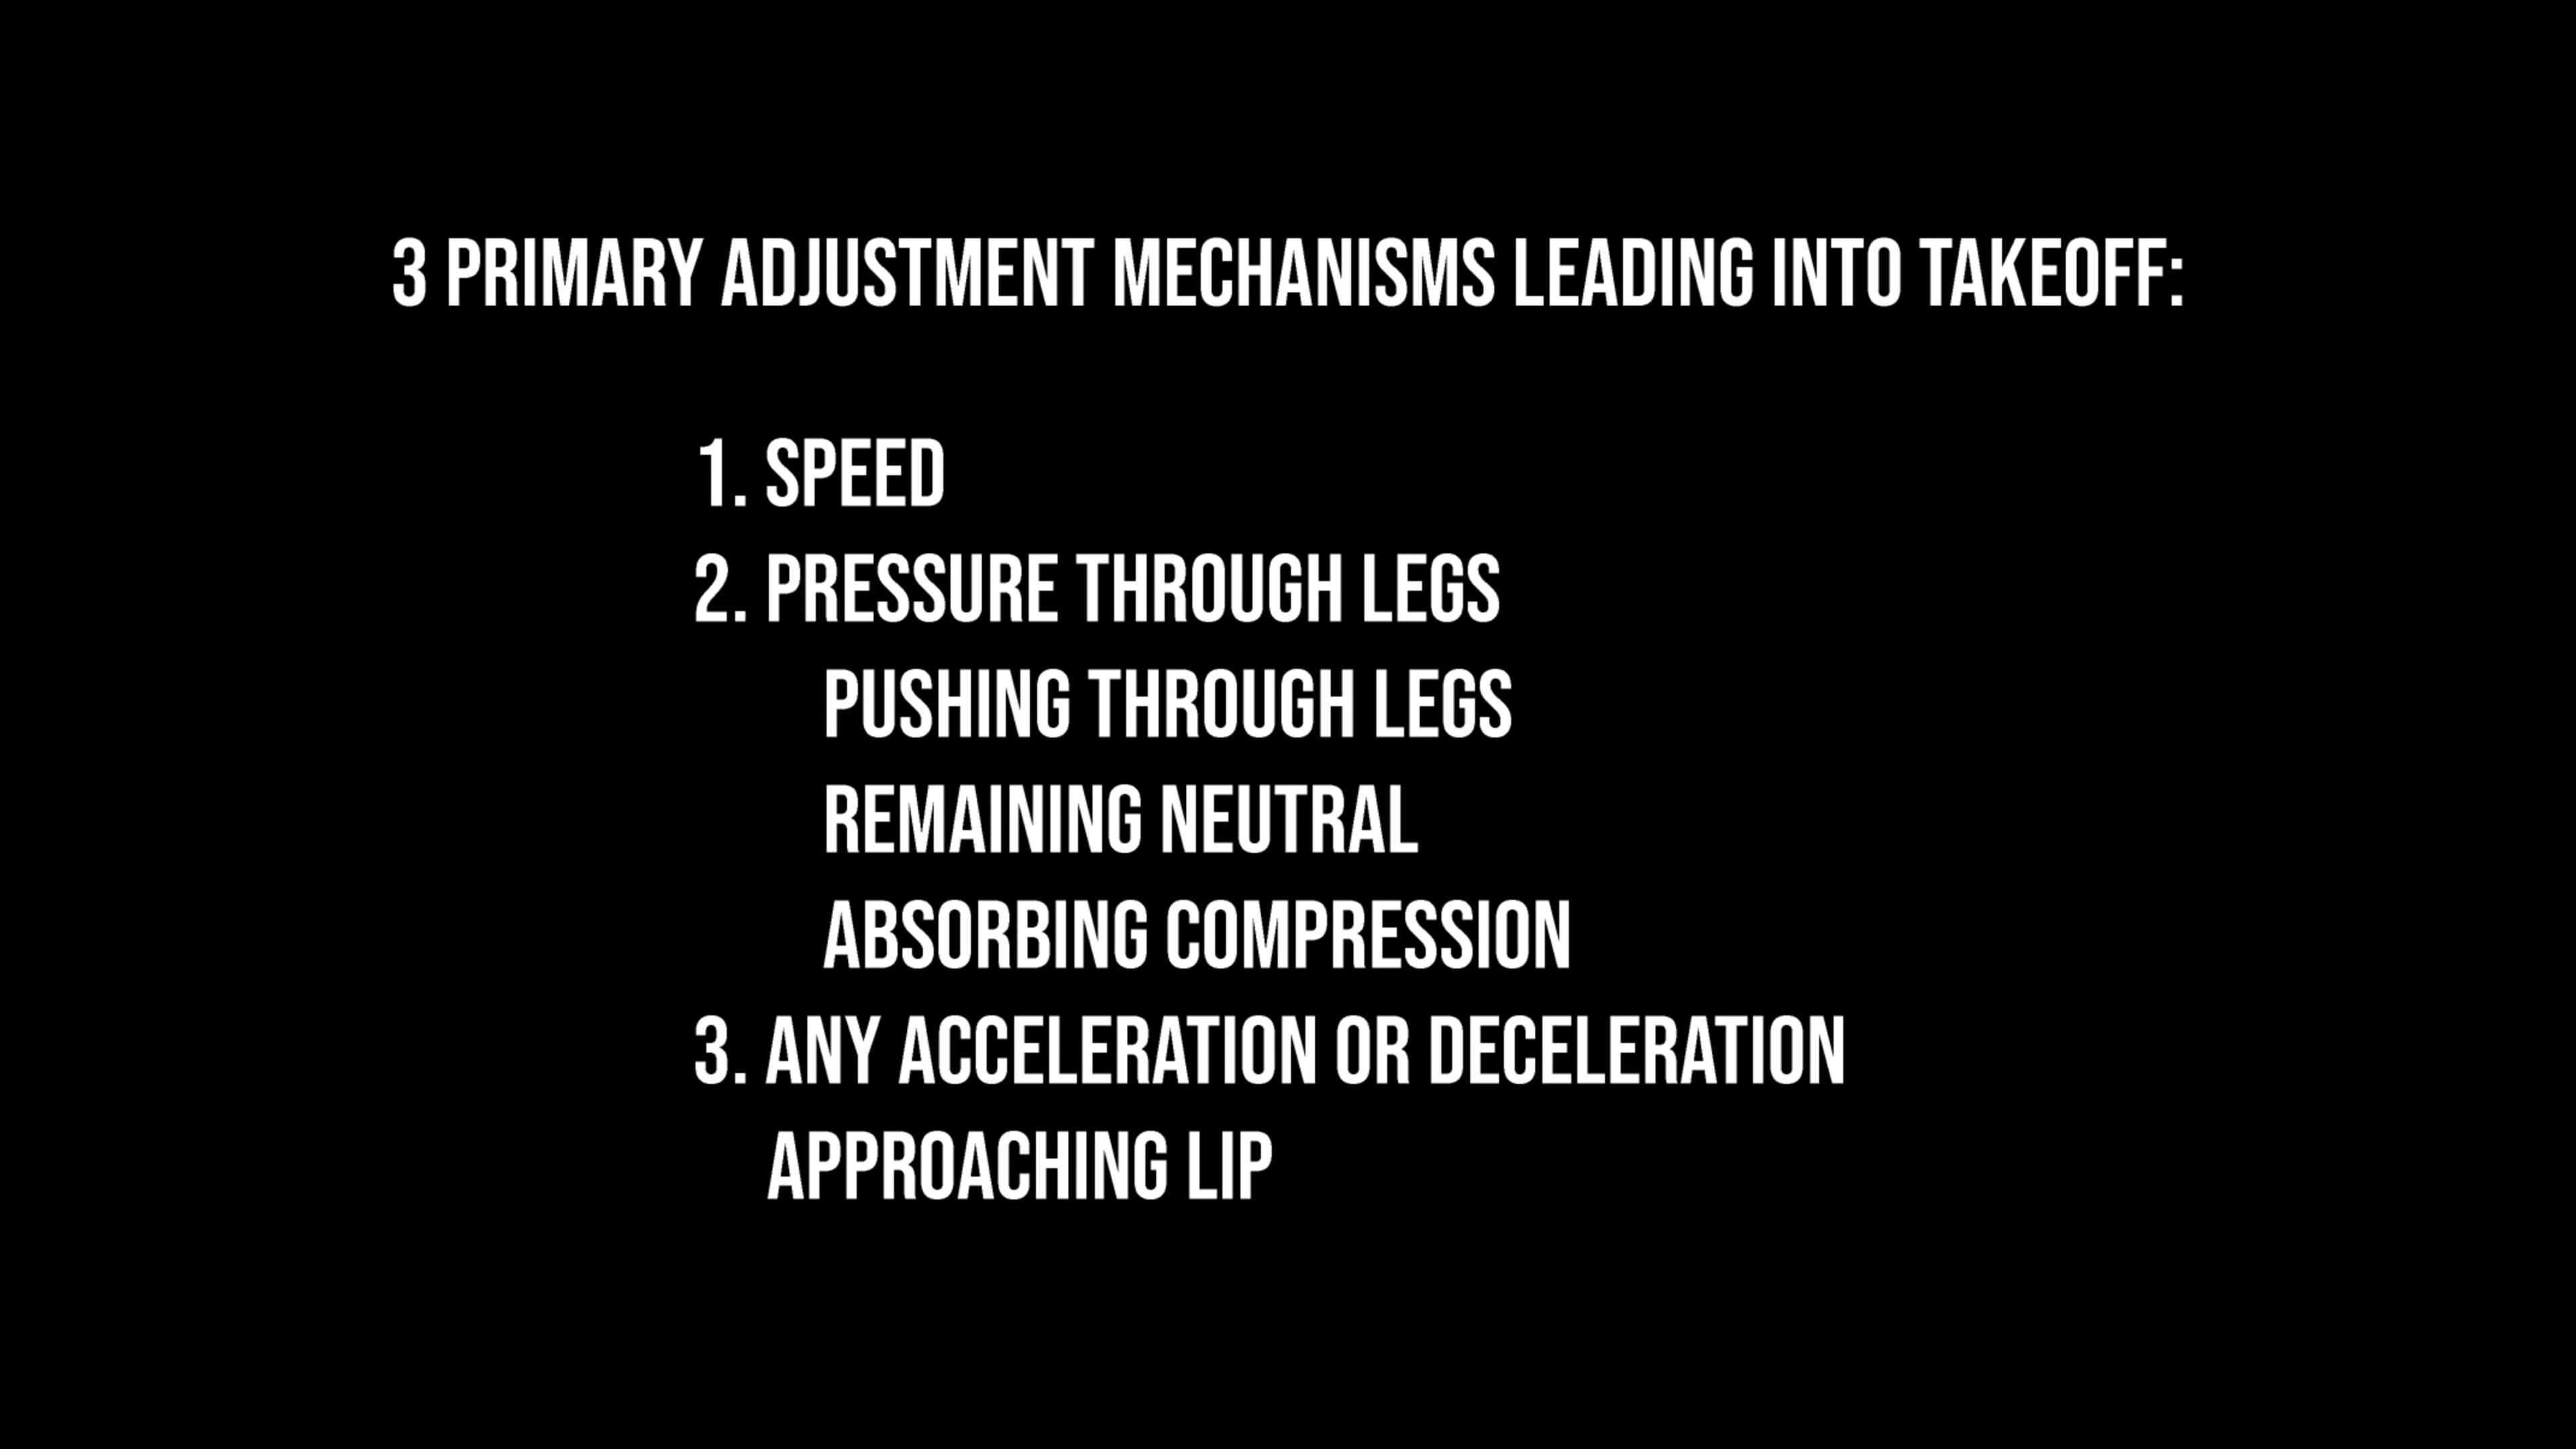 3 PRIMARY ADJUSTMENT MECHANISMS LEADING INTO TAKEOFF:
1. SPEED
2. PRESSURE THROUGH LEGS
PUSHING THROUGH LEGS
REMAINING NEUTRAL
ABSORBING COMPRESSION
3. ANY ACCELERATION OR DECELERATION
APPROACHING LIP